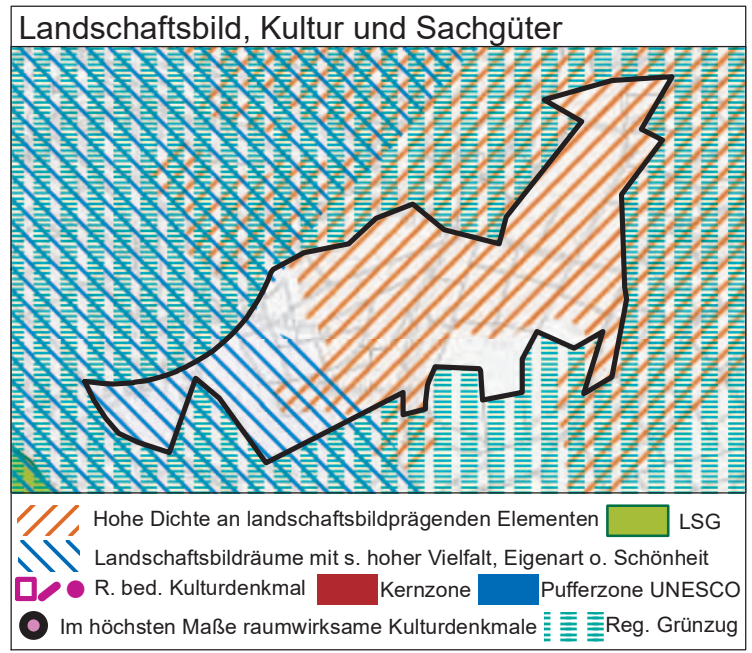 Landschaftsbild, Kultur und Sachgüter
Hohe Dichte an landschaftsbildprägenden Elementen LSG
Landschaftsbildräume mit s. hoher Vielfalt, Eigenart o. Schönheit
R. bed. Kulturdenkmal Kernzone Pufferzone UNESCO
Im höchsten Maße raumwirksame Kulturdenkmale Reg. Grünzug